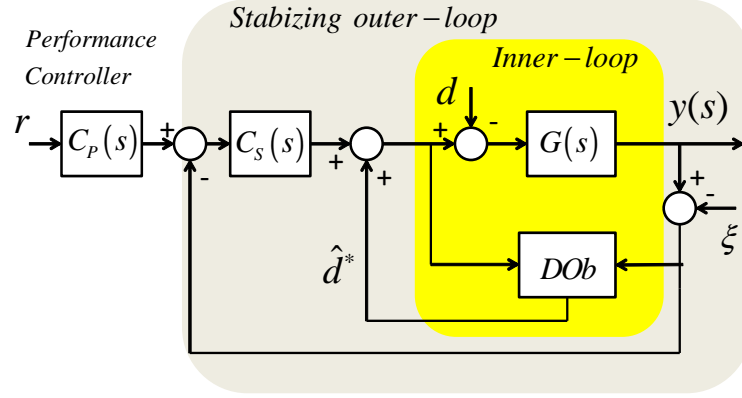 Stabizing outer-loop
Performance
Controller
Inner-loop
r
C_P(s)
+
-
C_S(s)
+
+
d
+
-
G(s)
y(s)
+
-
ξ
d̂*
DOb